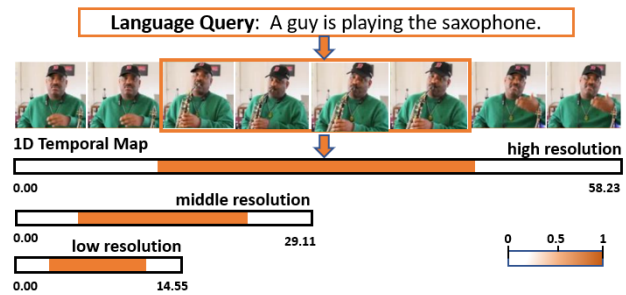 Language Query: A guy is playing the saxophone.
1D Temporal Map
high resolution
0.00 58.23
middle resolution
0.00 29.11
low resolution
0.00 14.55
0 0.5 1